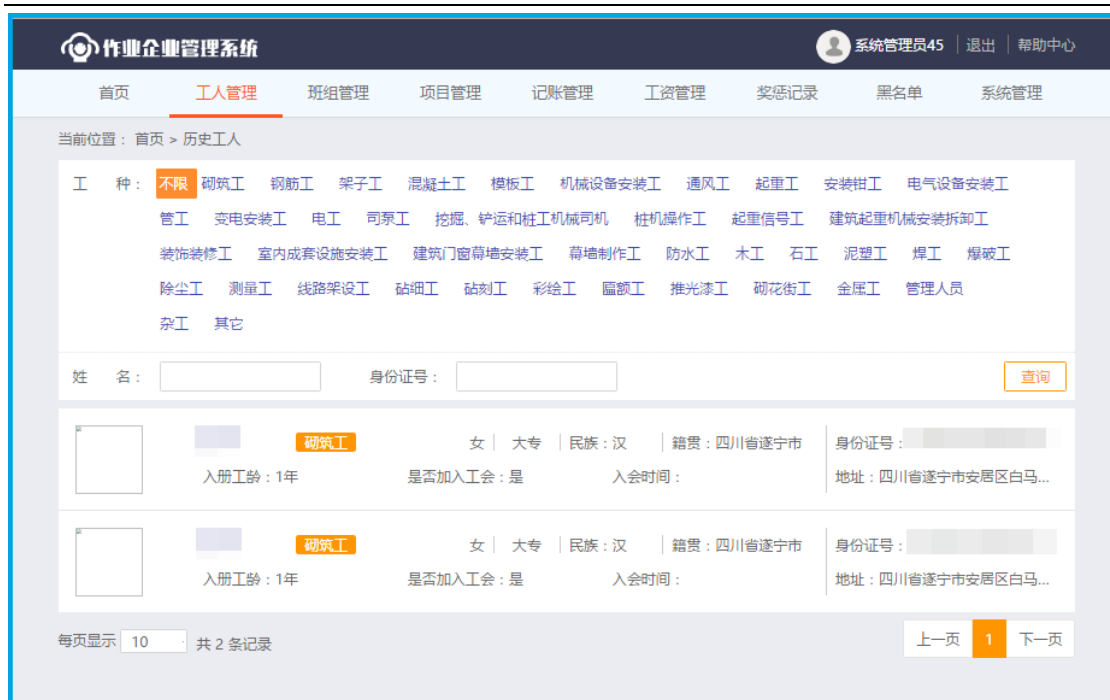 作业企业管理系统 系统管理员45 退出 帮助中心
首页 工人管理 班组管理 项目管理 记账管理 工资管理 奖惩记录 黑名单 系统管理
当前位置： 首页 > 历史工人
工 种： 不限 砌筑工 钢筋工 架子工 混凝土工 模板工 机械设备安装工 通风工 起重工 安装钳工 电气设备安装工
管工 变电安装工 电工 司泵工 挖掘、铲运和桩工机械司机 桩机操作工 起重信号工 建筑起重机械安装拆卸工
装饰装修工 室内成套设施安装工 建筑门窗幕墙安装工 幕墙制作工 防水工 木工 石工 泥塑工 焊工 爆破工
除尘工 测量工 线路架设工 砧细工 砧刻工 彩绘工 匾额工 推光漆工 砌花街工 金属工 管理人员
杂工 其它
姓 名： 身份证号： 查询
砌筑工 女 大专 民族：汉 籍贯：四川省遂宁市 身份证号：
入册工龄：1年 是否加入工会：是 入会时间： 地址：四川省遂宁市安居区白马...
砌筑工 女 大专 民族：汉 籍贯：四川省遂宁市 身份证号：
入册工龄：1年 是否加入工会：是 入会时间： 地址：四川省遂宁市安居区白马...
每页显示 10 共 2 条记录 上一页 1 下一页